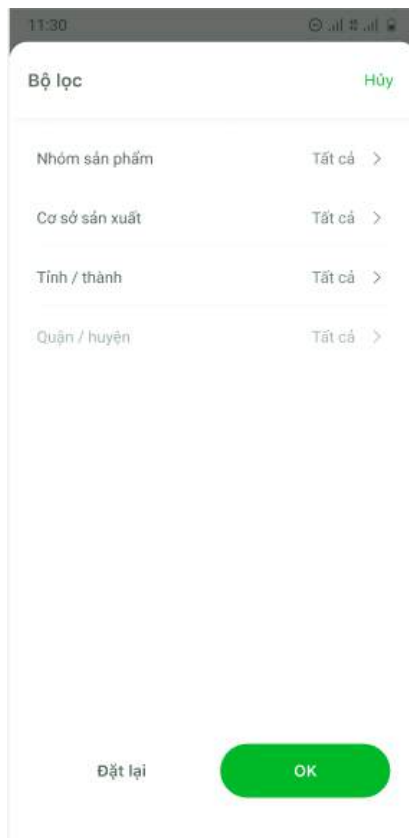 11:30
Bộ lọc Hủy
Nhóm sản phẩm Tất cả
Cơ sở sản xuất Tất cả
Tỉnh / thành Tất cả
Quận / huyện Tất cả
Đặt lại OK